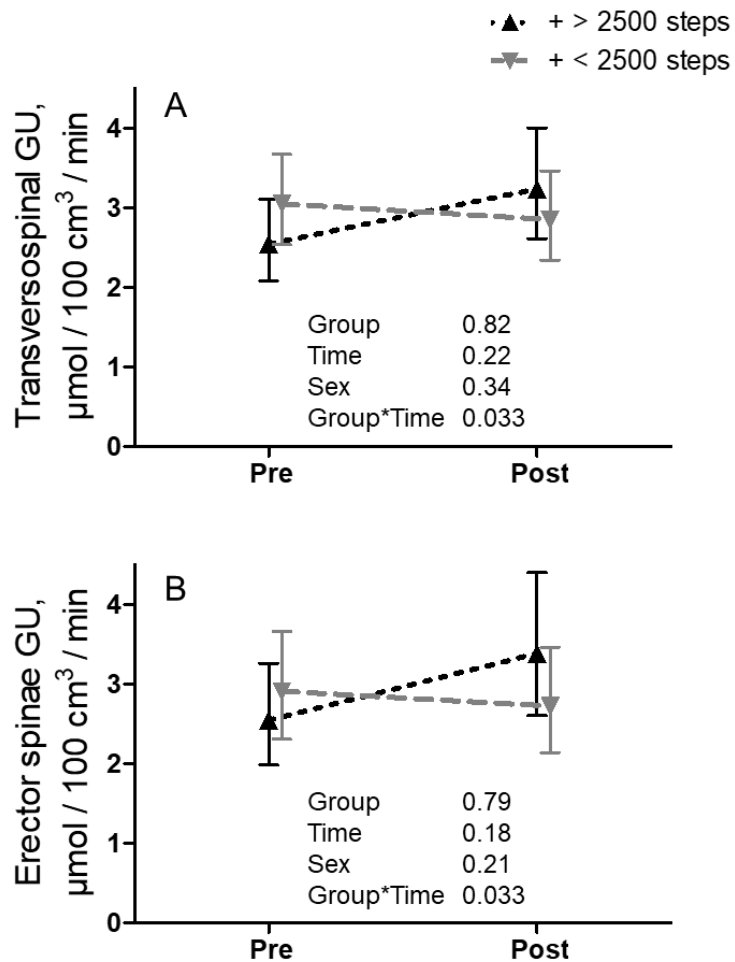 + > 2500 steps
+ < 2500 steps
A
Transversospinal GU,
µmol / 100 cm³ / min
4
3
2
1
0
Group 0.82
Time 0.22
Sex 0.34
Group*Time 0.033
Pre Post
B
Erector spinae GU,
µmol / 100 cm³ / min
4
3
2
1
0
Group 0.79
Time 0.18
Sex 0.21
Group*Time 0.033
Pre Post